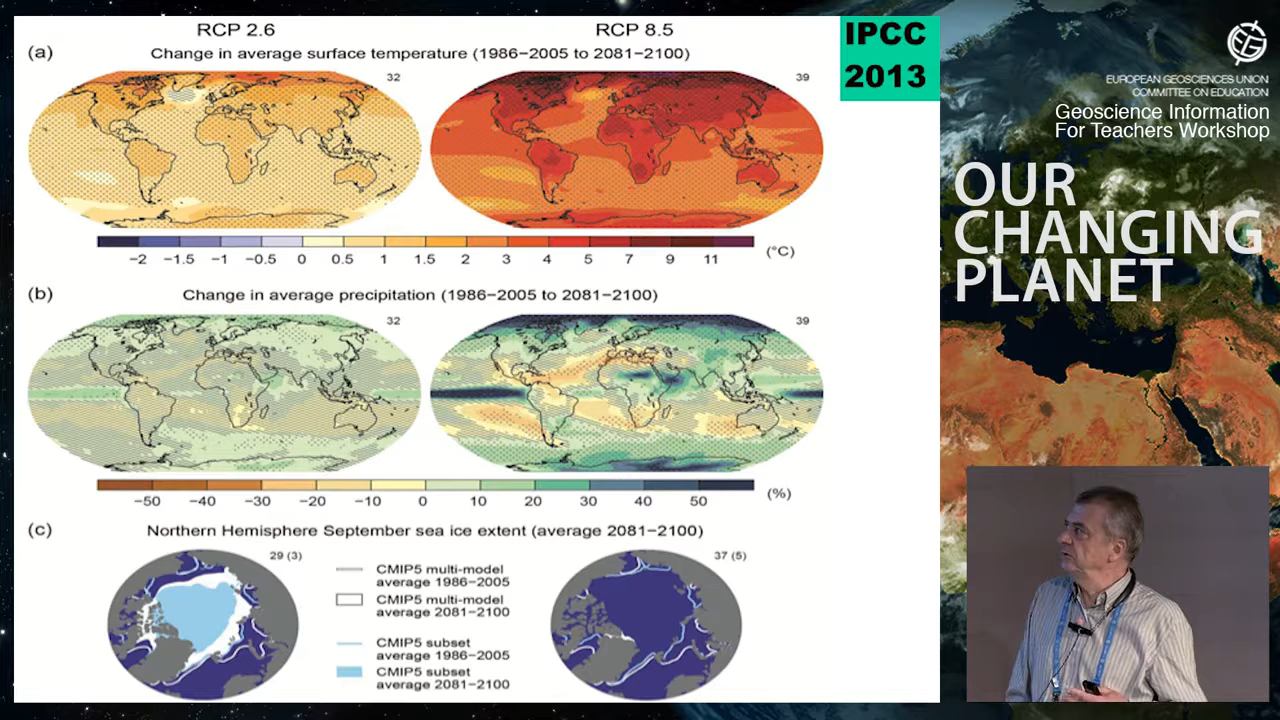 RCP 2.6
RCP 8.5
(a)
Change in average surface temperature (1986−2005 to 2081−2100)
32
39
−2 −1.5 −1 −0.5 0 0.5 1 1.5 2 3 4 5 7 9 11
(°C)
(b)
Change in average precipitation (1986−2005 to 2081−2100)
32
39
−50 −40 −30 −20 −10 0 10 20 30 40 50
(%)
(c)
Northern Hemisphere September sea ice extent (average 2081−2100)
29 (3)
CMIP5 multi-model
average 1986−2005
CMIP5 multi-model
average 2081−2100
CMIP5 subset
average 1986−2005
CMIP5 subset
average 2081−2100
37 (5)
IPCC
2013
EUROPEAN GEOSCIENCES UNION
COMMITTEE ON EDUCATION
Geoscience Information
For Teachers Workshop
OUR
CHANGING
PLANET